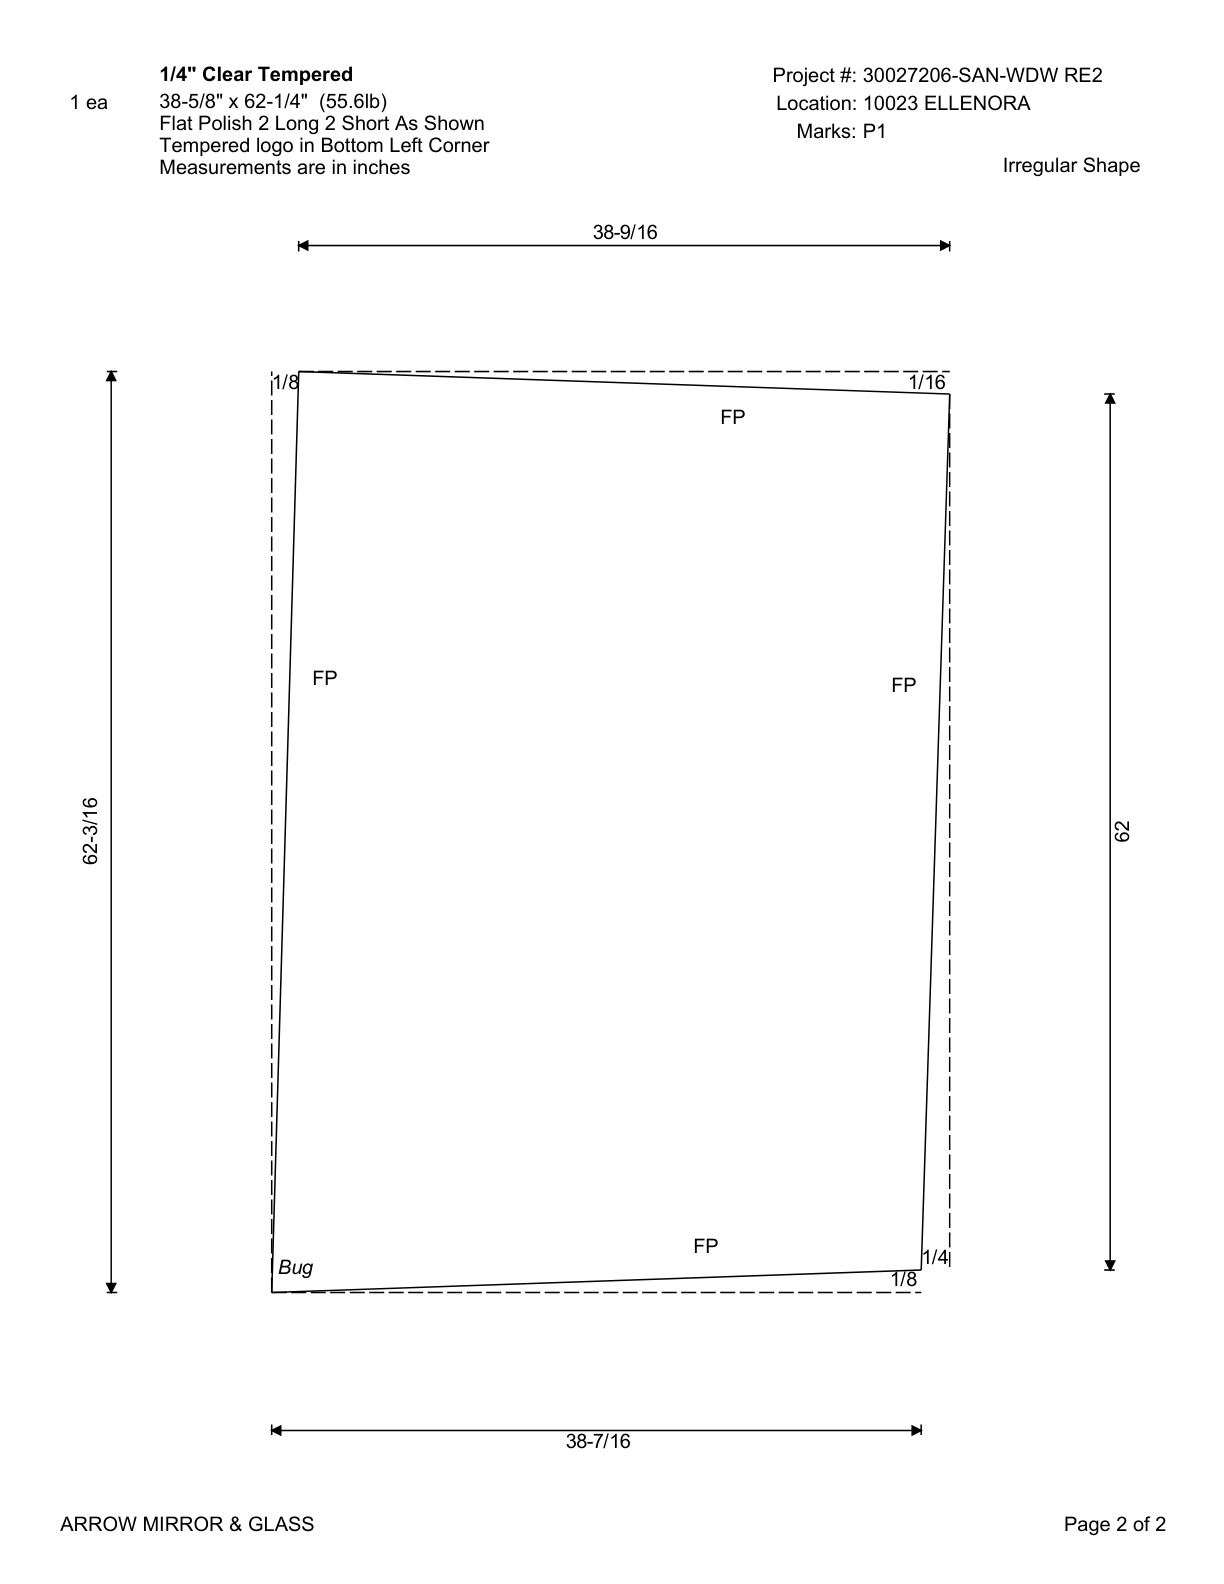 1/4" Clear Tempered
1 ea
38-5/8" x 62-1/4" (55.6lb)
Flat Polish 2 Long 2 Short As Shown
Tempered logo in Bottom Left Corner
Measurements are in inches
Project #: 30027206-SAN-WDW RE2
Location: 10023 ELLENORA
Marks: P1
Irregular Shape
38-9/16
1/8
1/16
FP
FP
FP
62-3/16
62
FP
Bug
1/4
1/8
38-7/16
ARROW MIRROR & GLASS
Page 2 of 2